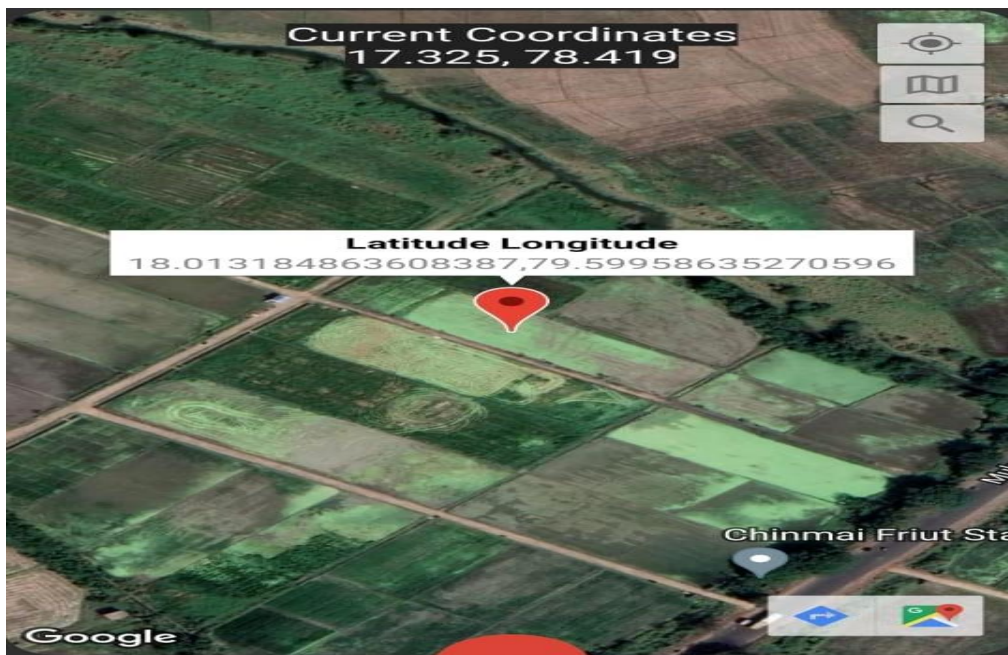 Current Coordinates
17.325, 78.419
Latitude Longitude
18.013184863608387,79.59958635270596
Chinmai Friut Sta
Google